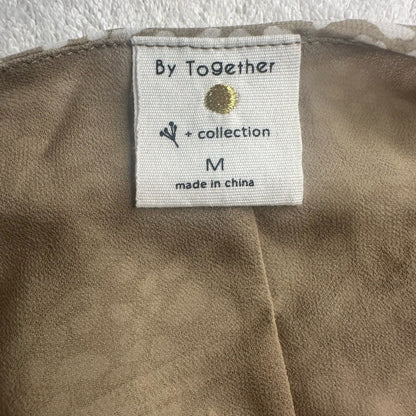 By Together
+ collection
M
made in china